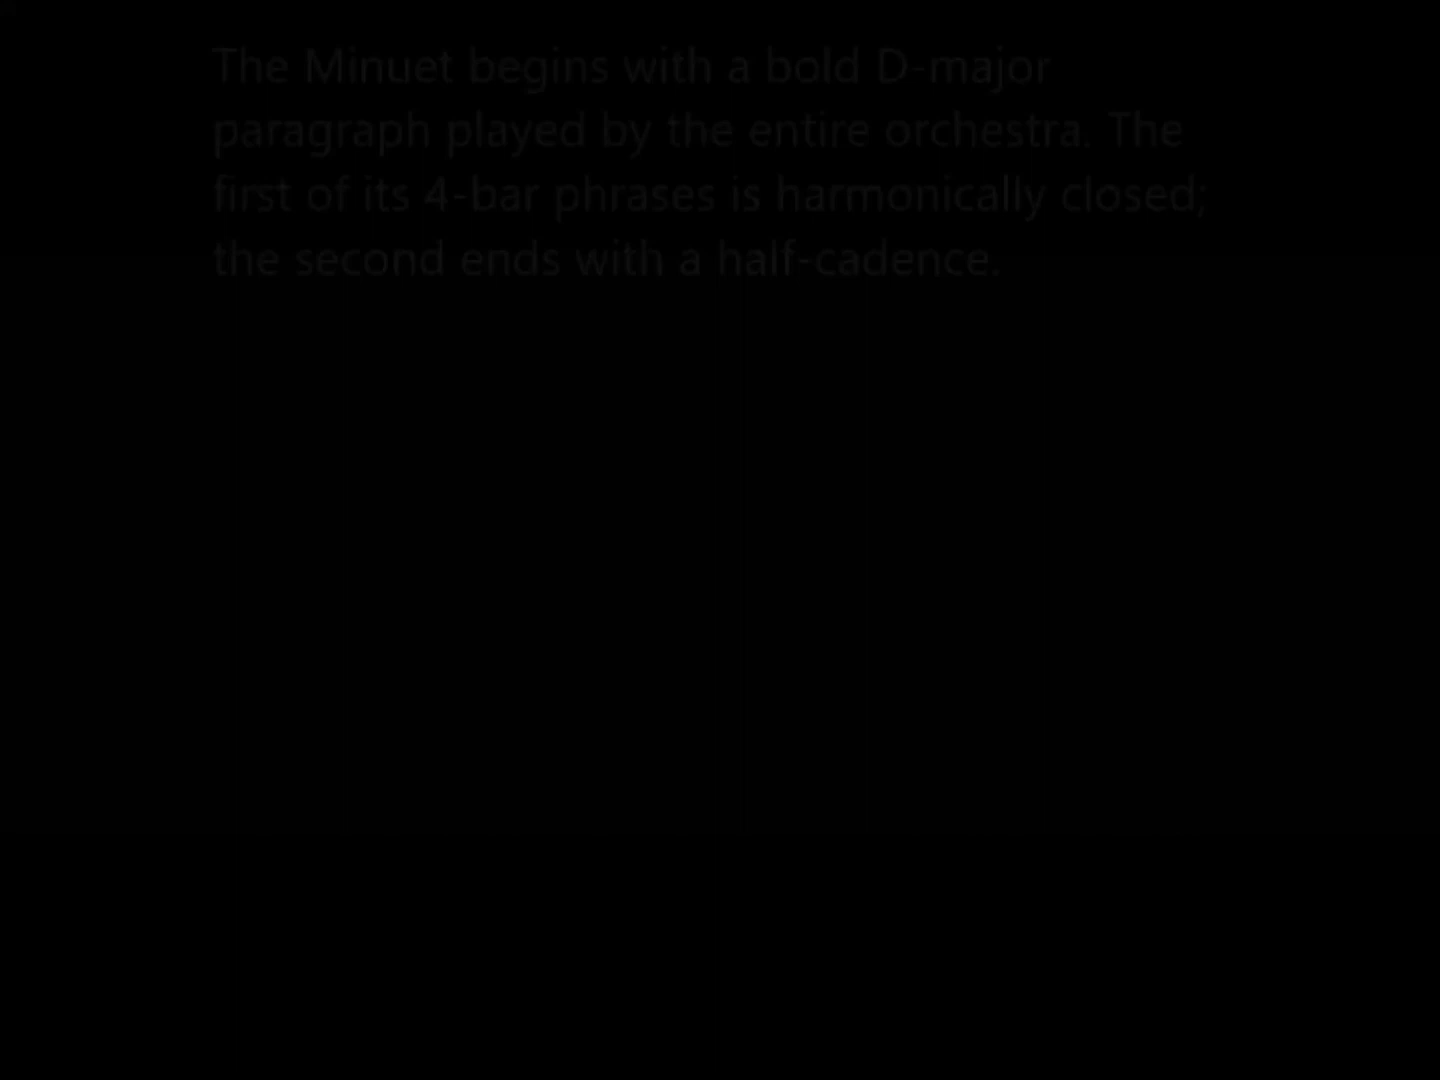 The Minuet begins with a bold D-major
paragraph played by the entire orchestra. The
first of its 4-bar phrases is harmonically closed;
the second ends with a half-cadence.